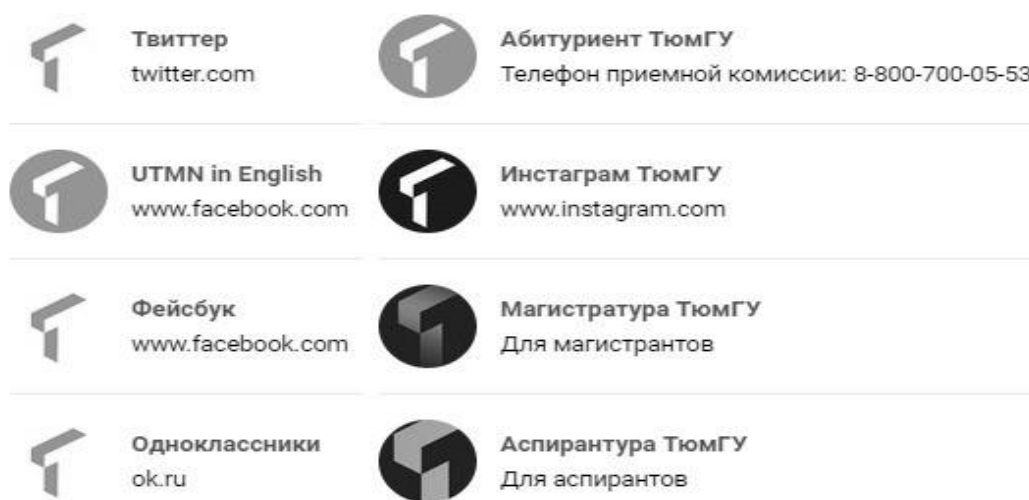 Твиттер
twitter.com
Абитуриент ТюмГУ
Телефон приемной комиссии: 8-800-700-05-53
UTMN in English
www.facebook.com
Инстаграм ТюмГУ
www.instagram.com
Фейсбук
www.facebook.com
Магистратура ТюмГУ
Для магистрантов
Одноклассники
ok.ru
Аспирантура ТюмГУ
Для аспирантов